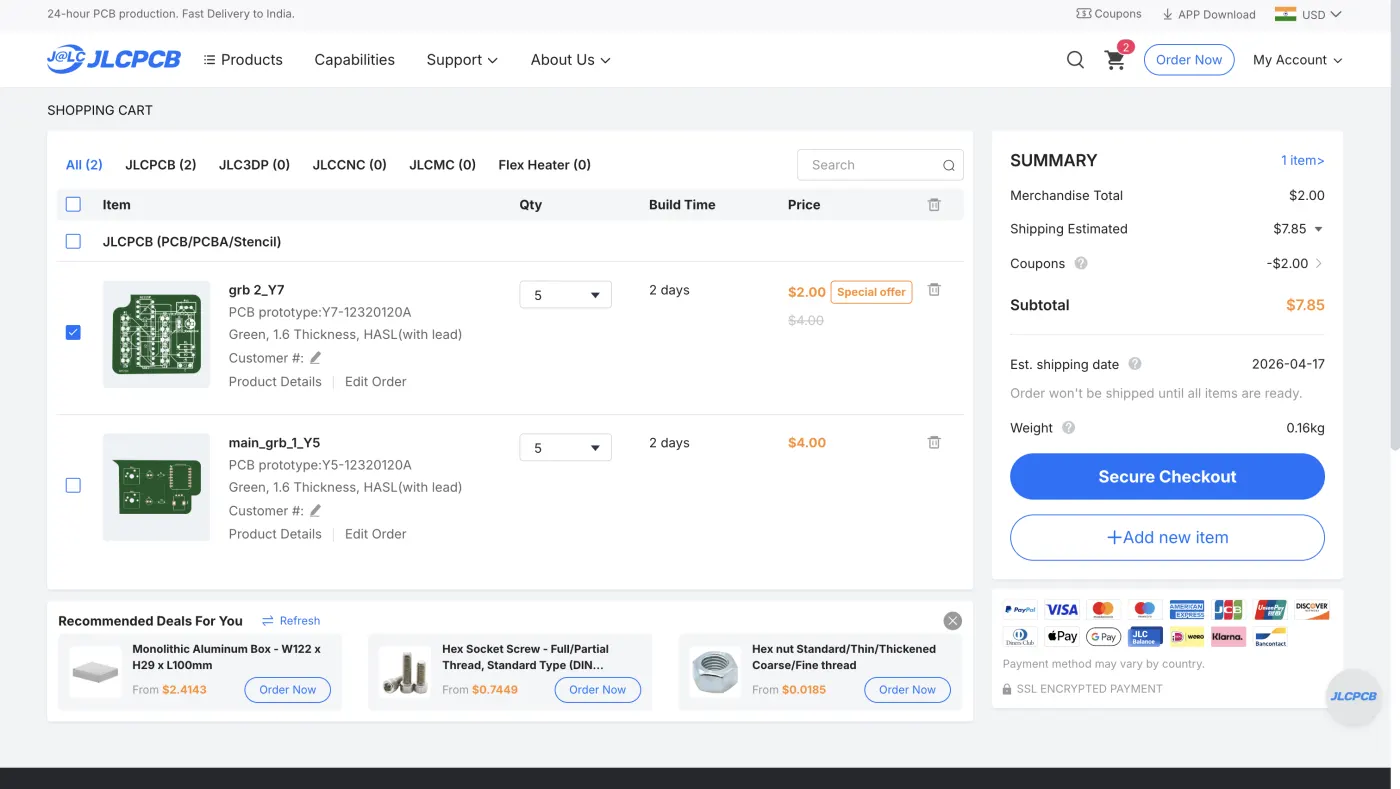 24-hour PCB production. Fast Delivery to India.
Coupons
APP Download
USD
J@LC JLCPCB
Products
Capabilities
Support
About Us
2
Order Now
My Account
SHOPPING CART
All (2)
JLCPCB (2)
JLC3DP (0)
JLCCNC (0)
JLCMC (0)
Flex Heater (0)
Search
Item
Qty
Build Time
Price
JLCPCB (PCB/PCBA/Stencil)
grb 2_Y7
PCB prototype:Y7-12320120A
Green, 1.6 Thickness, HASL(with lead)
Customer #:
Product Details
Edit Order
5
2 days
$2.00
Special offer
$4.00
main_grb_1_Y5
PCB prototype:Y5-12320120A
Green, 1.6 Thickness, HASL(with lead)
Customer #:
Product Details
Edit Order
5
2 days
$4.00
Recommended Deals For You
Refresh
Monolithic Aluminum Box - W122 x
H29 x L100mm
From $2.4143
Order Now
Hex Socket Screw - Full/Partial
Thread, Standard Type (DIN...
From $0.7449
Order Now
Hex nut Standard/Thin/Thickened
Coarse/Fine thread
From $0.0185
Order Now
SUMMARY
1 item>
Merchandise Total
$2.00
Shipping Estimated
$7.85
Coupons
-$2.00
Subtotal
$7.85
Est. shipping date
2026-04-17
Order won't be shipped until all items are ready.
Weight
0.16kg
Secure Checkout
+Add new item
PayPal
VISA
AMERICAN EXPRESS
JCB
UnionPay
DISCOVER
Diners Club
Pay
G Pay
JLC Balance
WERO
Klarna.
Bancontact
Payment method may vary by country.
SSL ENCRYPTED PAYMENT
JLCPCB